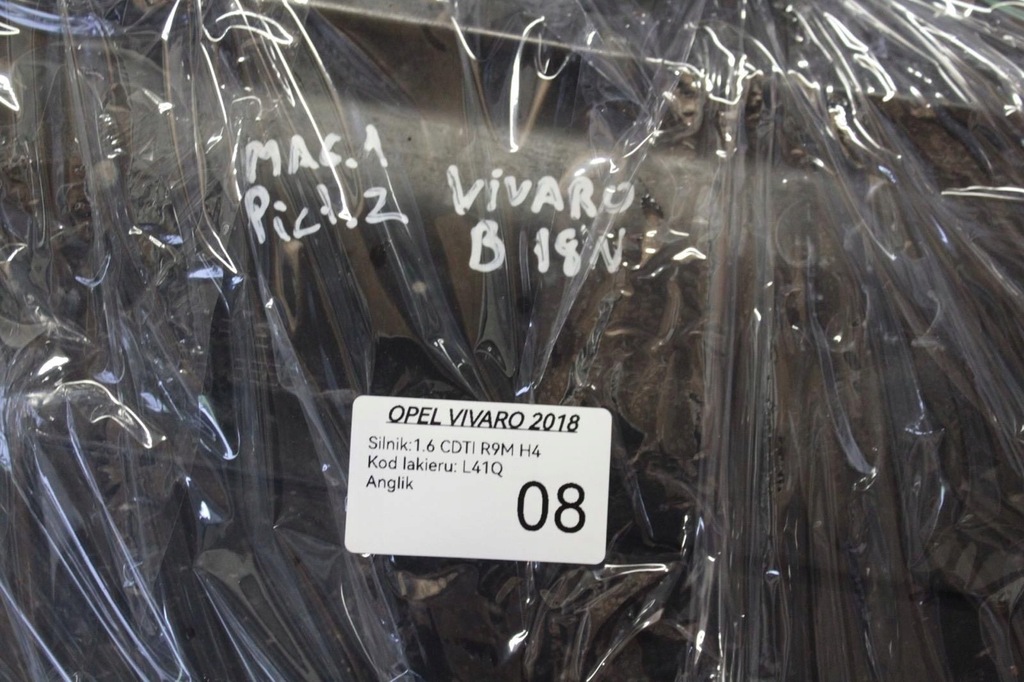 MAG.1
Pict.2
VIVARO
B 18N
OPEL VIVARO 2018
Silnik:1.6 CDTI R9M H4
Kod lakieru: L41Q
Anglik
08